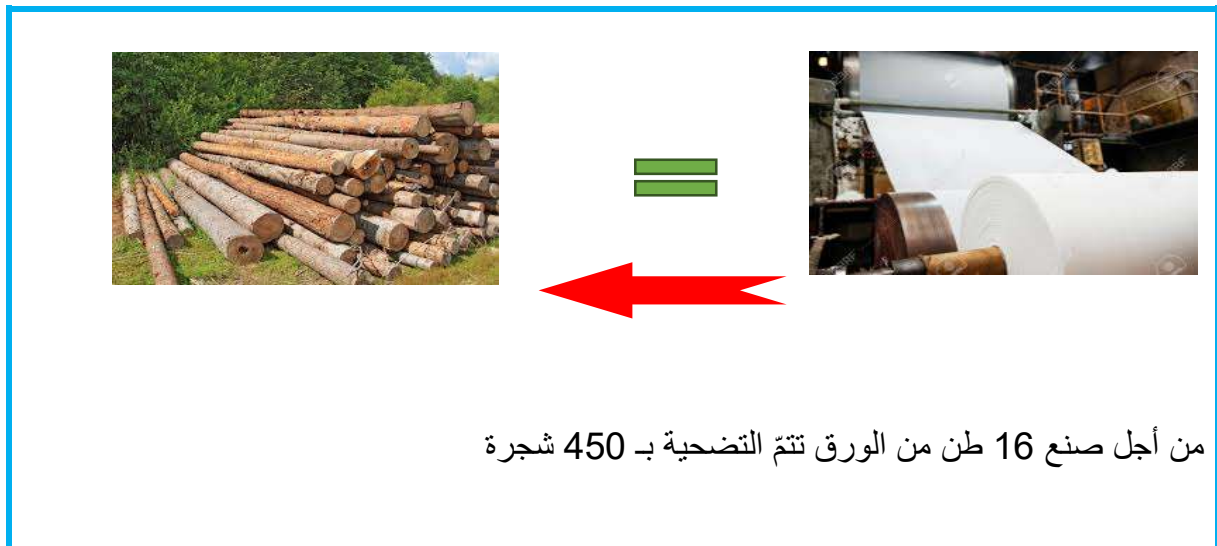 من أجل صنع 16 طن من الورق تتمّ التضحية بـ 450 شجرة